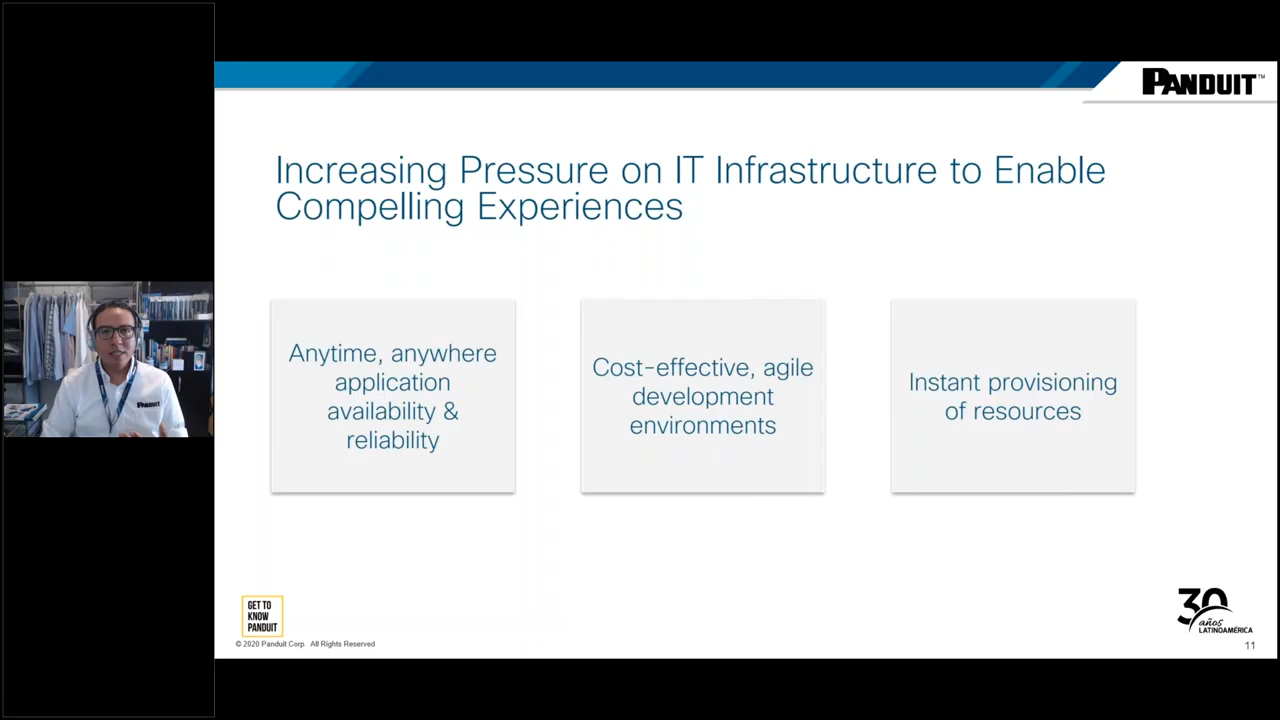 PANDUIT™
Increasing Pressure on IT Infrastructure to Enable
Compelling Experiences
Anytime, anywhere
application
availability &
reliability
Cost-effective, agile
development
environments
Instant provisioning
of resources
PANDUIT
GET TO
KNOW
PANDUIT
© 2020 Panduit Corp. All Rights Reserved
30
años
LATINOAMÉRICA
11